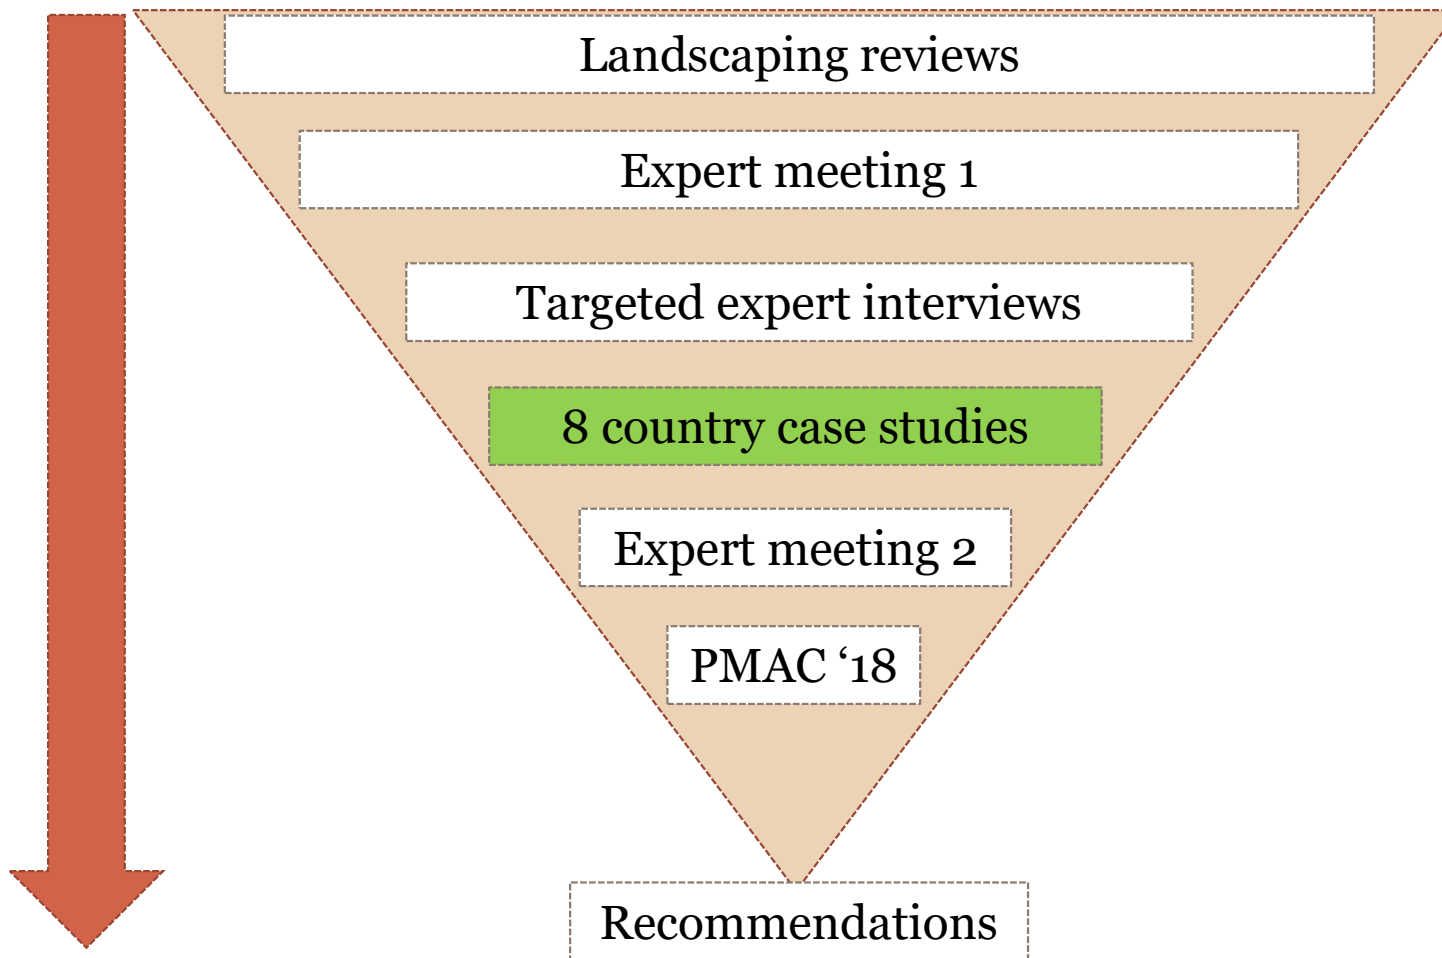 Landscaping reviews
Expert meeting 1
Targeted expert interviews
8 country case studies
Expert meeting 2
PMAC ‘18
Recommendations